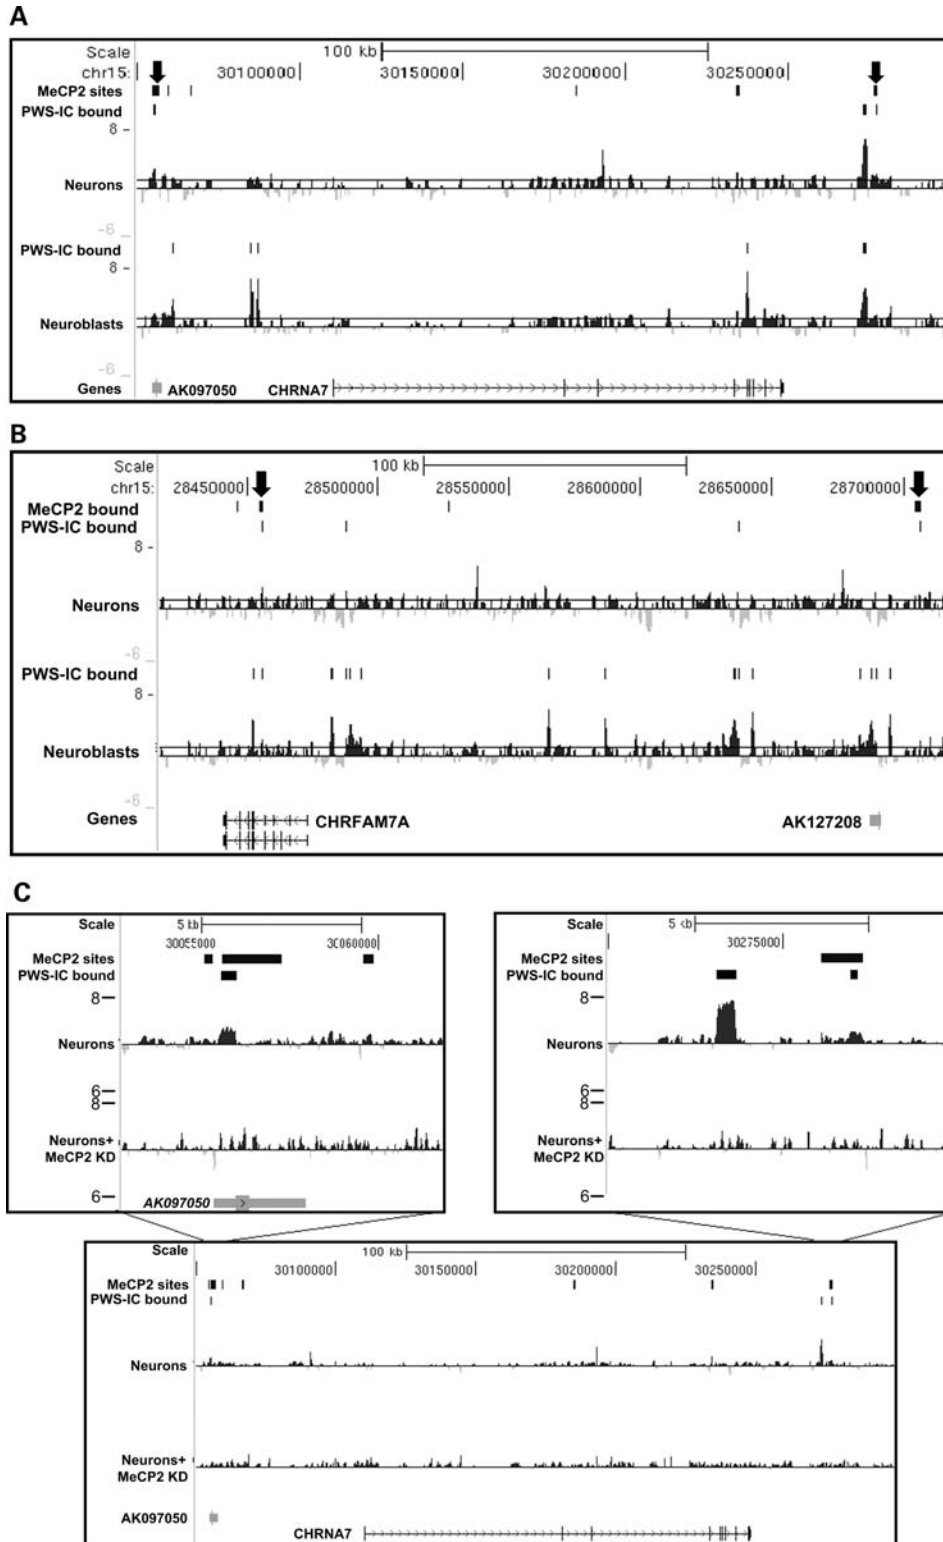 A
Scale 100 kb
chr15: 30100000 30150000 30200000 30250000
MeCP2 sites
PWS-IC bound
8 -
Neurons
-6 _
PWS-IC bound
8 -
Neuroblasts
-6 _
Genes AK097050 CHRNA7
B
Scale 100 kb
chr15: 28450000 28500000 28550000 28600000 28650000 28700000
MeCP2 bound
PWS-IC bound
8 -
Neurons
-6 _
PWS-IC bound
8 -
Neuroblasts
-6 _
Genes CHRFAM7A AK127208
C
Scale 5 kb
30055000 30060000
MeCP2 sites
PWS-IC bound
8
Neurons
6
8
Neurons+
MeCP2 KD
6
AK097050
Scale 5 kb
30275000
MeCP2 sites
PWS-IC bound
8
Neurons
6
8
Neurons+
MeCP2 KD
6
Scale 100 kb
30100000 30150000 30200000 30250000
MeCP2 sites
PWS-IC bound
Neurons
Neurons+
MeCP2 KD
AK097050
CHRNA7